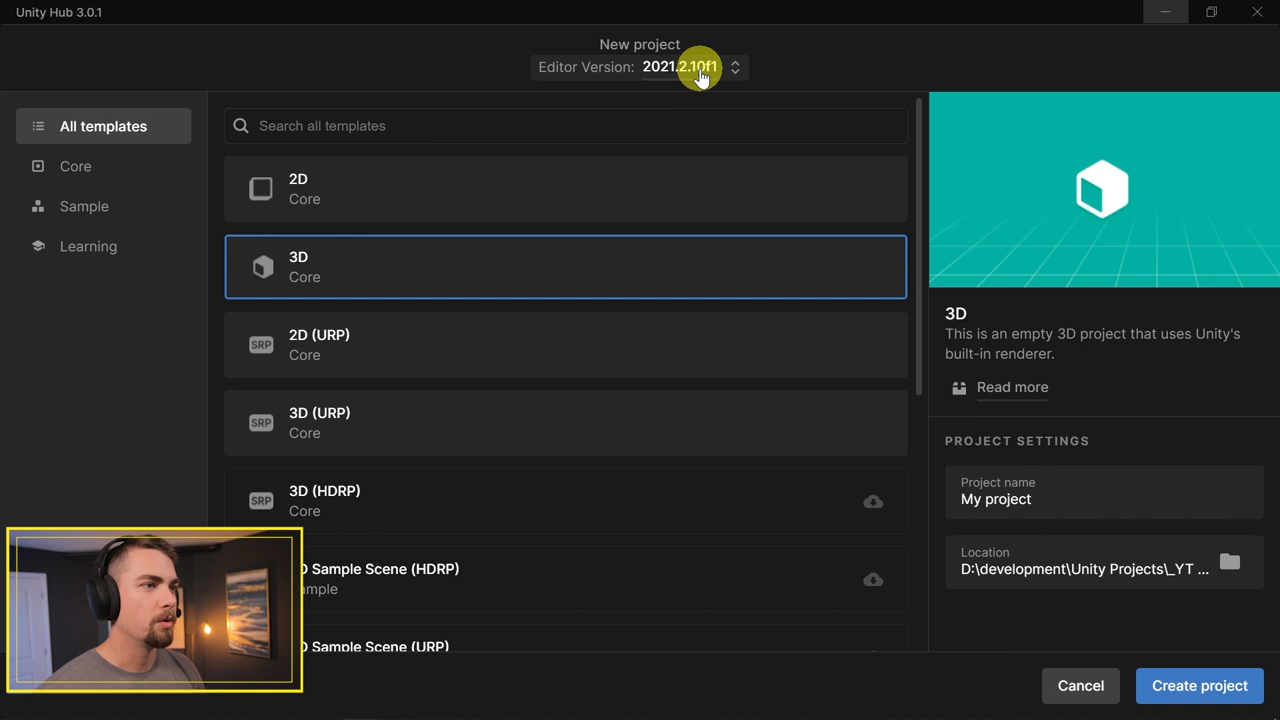 Unity Hub 3.0.1
New project
Editor Version: 2021.2.10f1
All templates
Core
Sample
Learning
Search all templates
2D
Core
3D
Core
SRP
2D (URP)
Core
SRP
3D (URP)
Core
SRP
3D (HDRP)
Core
Sample Scene (HDRP)
Sample Scene (URP)
3D
This is an empty 3D project that uses Unity's
built-in renderer.
Read more
PROJECT SETTINGS
Project name
My project
Location
D:\development\Unity Projects\_YT ...
Cancel
Create project